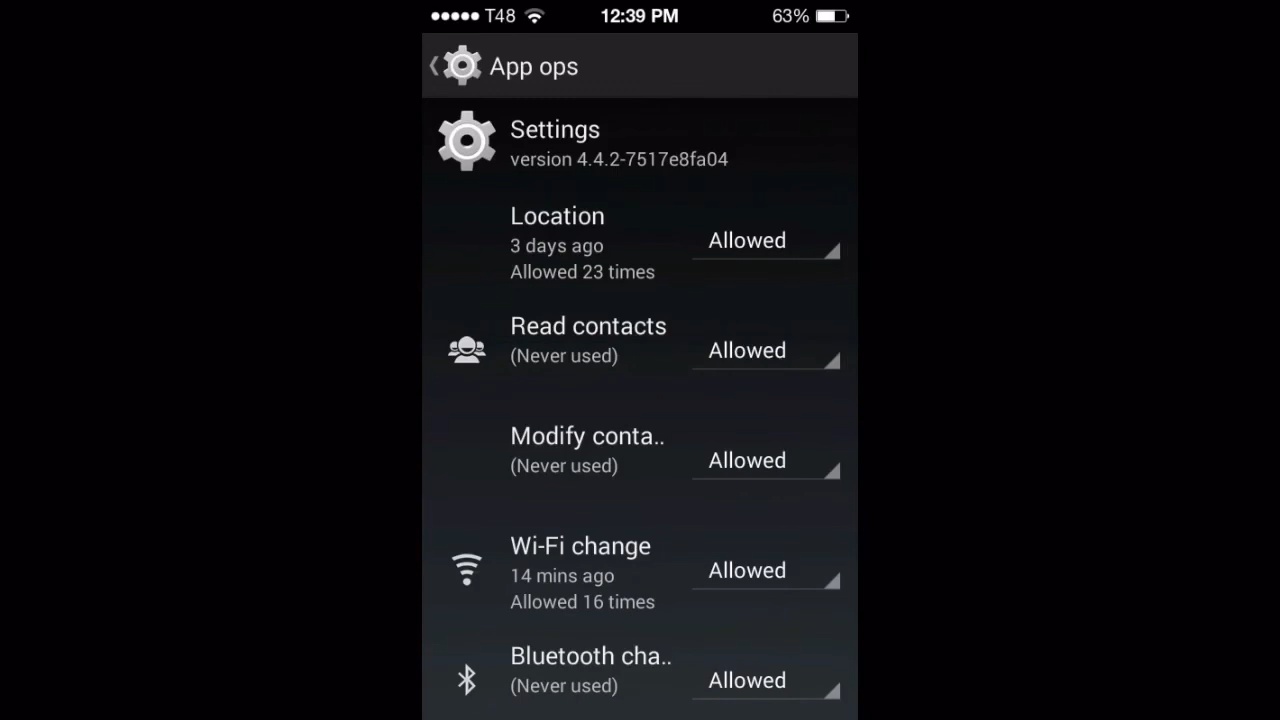 T48 12:39 PM 63%
App ops
Settings
version 4.4.2-7517e8fa04
Location
3 days ago
Allowed 23 times
Allowed
Read contacts
(Never used)
Allowed
Modify conta..
(Never used)
Allowed
Wi-Fi change
14 mins ago
Allowed 16 times
Allowed
Bluetooth cha..
(Never used)
Allowed